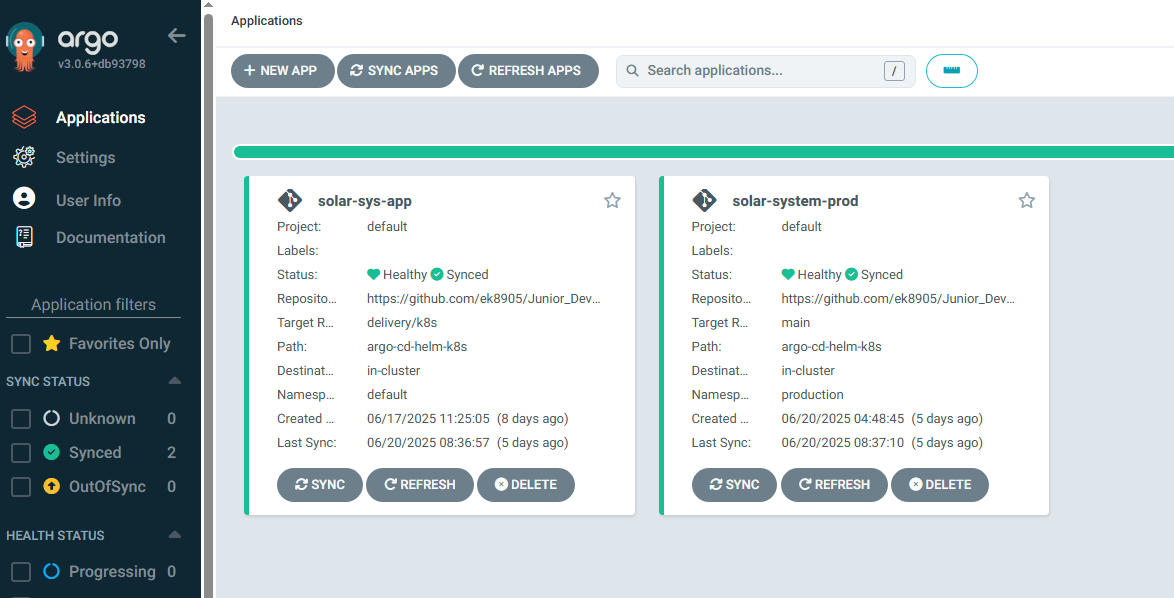 argo
v3.0.6+db93798
Applications
Settings
User Info
Documentation
Application filters
Favorites Only
SYNC STATUS
Unknown 0
Synced 2
OutOfSync 0
HEALTH STATUS
Progressing 0
Applications
+ NEW APP SYNC APPS REFRESH APPS Search applications... /
solar-sys-app
Project: default
Labels:
Status: Healthy Synced
Reposito... https://github.com/ek8905/Junior_Dev...
Target R... delivery/k8s
Path: argo-cd-helm-k8s
Destinat... in-cluster
Namesp... default
Created ... 06/17/2025 11:25:05 (8 days ago)
Last Sync: 06/20/2025 08:36:57 (5 days ago)
SYNC REFRESH DELETE
solar-system-prod
Project: default
Labels:
Status: Healthy Synced
Reposito... https://github.com/ek8905/Junior_Dev...
Target R... main
Path: argo-cd-helm-k8s
Destinat... in-cluster
Namesp... production
Created ... 06/20/2025 04:48:45 (5 days ago)
Last Sync: 06/20/2025 08:37:10 (5 days ago)
SYNC REFRESH DELETE